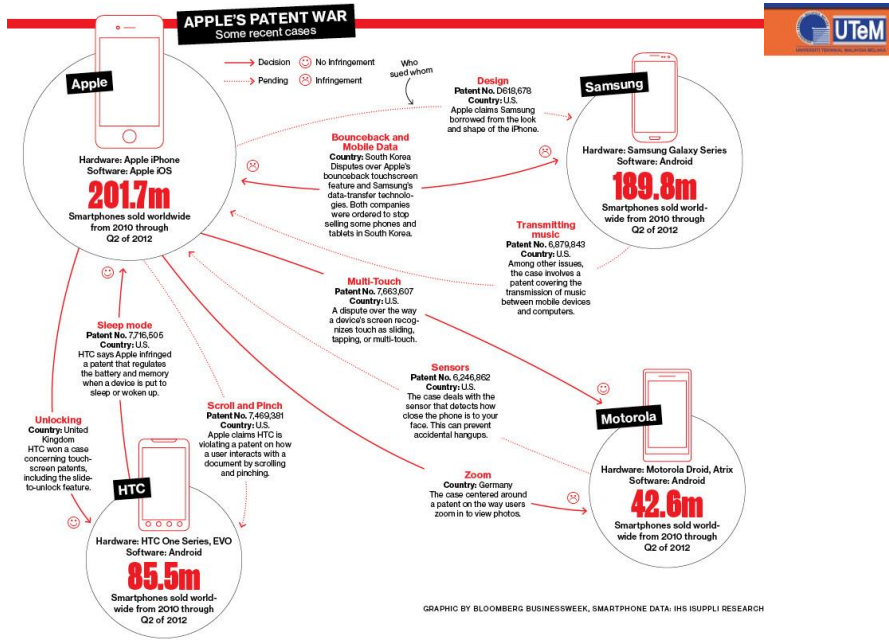 APPLE'S PATENT WAR
Some recent cases
UTeM
UNIVERSITI TEKNIKAL MALAYSIA MELAKA
Decision
No Infringement
Pending
Infringement
Who
sued whom
Apple
Hardware: Apple iPhone
Software: Apple iOS
201.7m
Smartphones sold worldwide
from 2010 through
Q2 of 2012
Design
Patent No. D618,678
Country: U.S.
Apple claims Samsung
borrowed from the look
and shape of the iPhone.
Samsung
Hardware: Samsung Galaxy Series
Software: Android
189.8m
Smartphones sold world-
wide from 2010 through
Q2 of 2012
Bounceback and
Mobile Data
Country: South Korea
Disputes over Apple's
bounceback touchscreen
feature and Samsung's
data-transfer technolo-
gies. Both companies
were ordered to stop
selling some phones and
tablets in South Korea.
Transmitting
music
Patent No. 6,879,843
Country: U.S.
Among other issues,
the case involves a
patent covering the
transmission of music
between mobile devices
and computers.
Multi-Touch
Patent No. 7,663,607
Country: U.S.
A dispute over the way
a device's screen recog-
nizes touch as sliding,
tapping, or multi-touch.
Sleep mode
Patent No. 7,716,505
Country: U.S.
HTC says Apple infringed
a patent that regulates
the battery and memory
when a device is put to
sleep or woken up.
Sensors
Patent No. 6,246,862
Country: U.S.
The case deals with the
sensor that detects how
close the phone is to your
face. This can prevent
accidental hangups.
Unlocking
Country: United
Kingdom
HTC won a case
concerning touch-
screen patents,
including the slide-
to-unlock feature.
Scroll and Pinch
Patent No. 7,469,381
Country: U.S.
Apple claims HTC is
violating a patent on how
a user interacts with a
document by scrolling
and pinching.
Motorola
Hardware: Motorola Droid, Atrix
Software: Android
42.6m
Smartphones sold world-
wide from 2010 through
Q2 of 2012
Zoom
Country: Germany
The case centered around
a patent on the way users
zoom in to view photos.
HTC
Hardware: HTC One Series, EVO
Software: Android
85.5m
Smartphones sold world-
wide from 2010 through
Q2 of 2012
GRAPHIC BY BLOOMBERG BUSINESSWEEK, SMARTPHONE DATA: IHS ISUPPLI RESEARCH